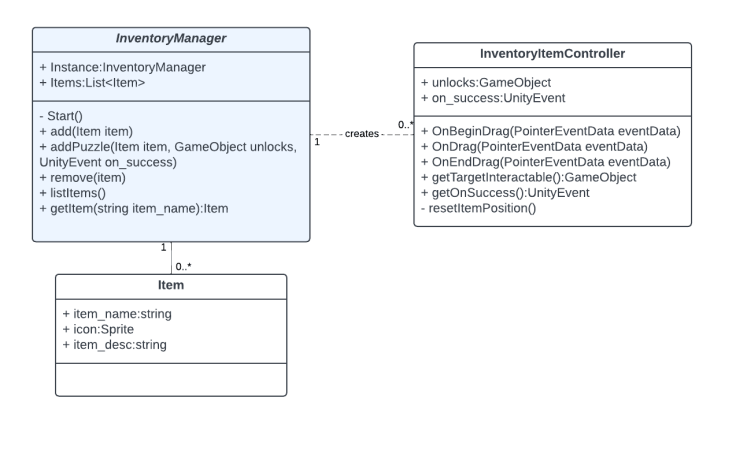 InventoryManager
+ Instance:InventoryManager
+ Items:List<Item>
- Start()
+ add(Item item)
+ addPuzzle(Item item, GameObject unlocks,
UnityEvent on_success)
+ remove(item)
+ listItems()
+ getItem(string item_name):Item
1
creates
0..*
InventoryItemController
+ unlocks:GameObject
+ on_success:UnityEvent
+ OnBeginDrag(PointerEventData eventData)
+ OnDrag(PointerEventData eventData)
+ OnEndDrag(PointerEventData eventData)
+ getTargetInteractable():GameObject
+ getOnSuccess():UnityEvent
- resetItemPosition()
1
0..*
Item
+ item_name:string
+ icon:Sprite
+ item_desc:string